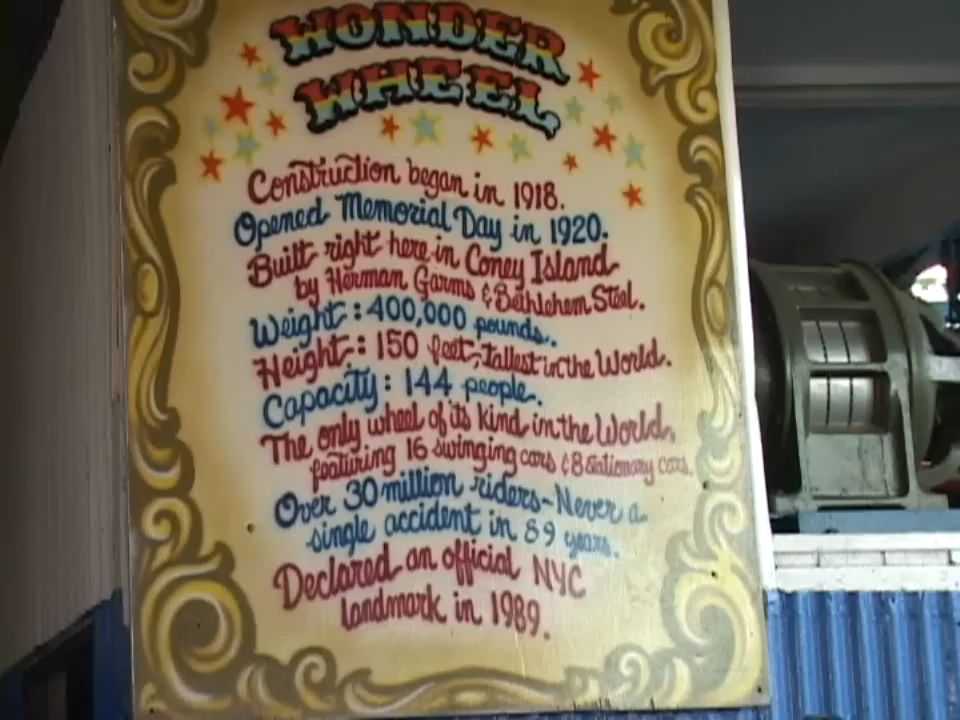 WONDER
WHEEL
Construction began in 1918.
Opened Memorial Day in 1920.
Built right here in Coney Island
by Herman Garms & Bethlehem Steel.
Weight: 400,000 pounds.
Height: 150 feet, tallest in the World.
Capacity: 144 people.
The only wheel of its kind in the World,
featuring 16 swinging cars & 8 stationary cars.
Over 30 million riders - Never a
single accident in 89 years.
Declared an official NYC
landmark in 1989.